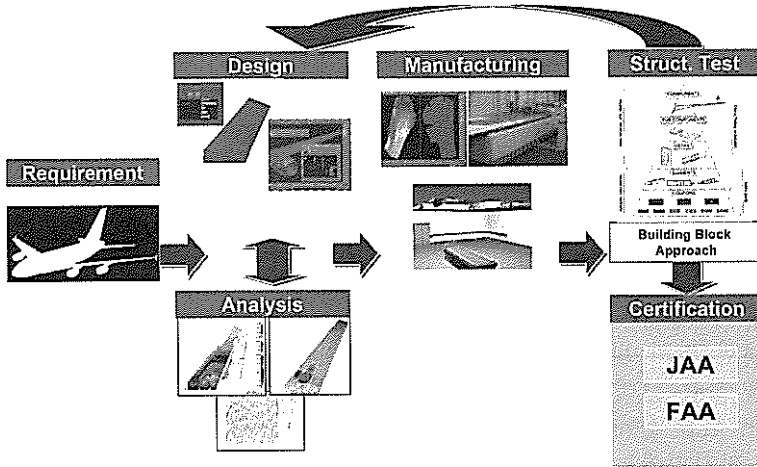 Design
Manufacturing
Struct. Test
Requirement
Building Block
Approach
Analysis
Certification
JAA
FAA